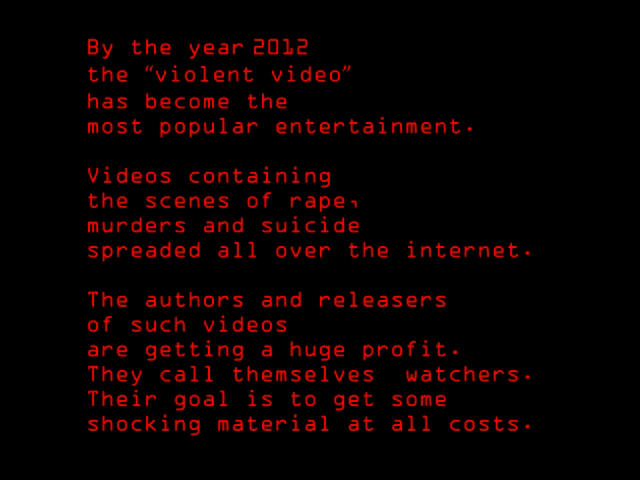 By the year 2012
the “violent video”
has become the
most popular entertainment.
Videos containing
the scenes of rape,
murders and suicide
spreaded all over the internet.
The authors and releasers
of such videos
are getting a huge profit.
They call themselves watchers.
Their goal is to get some
shocking material at all costs.